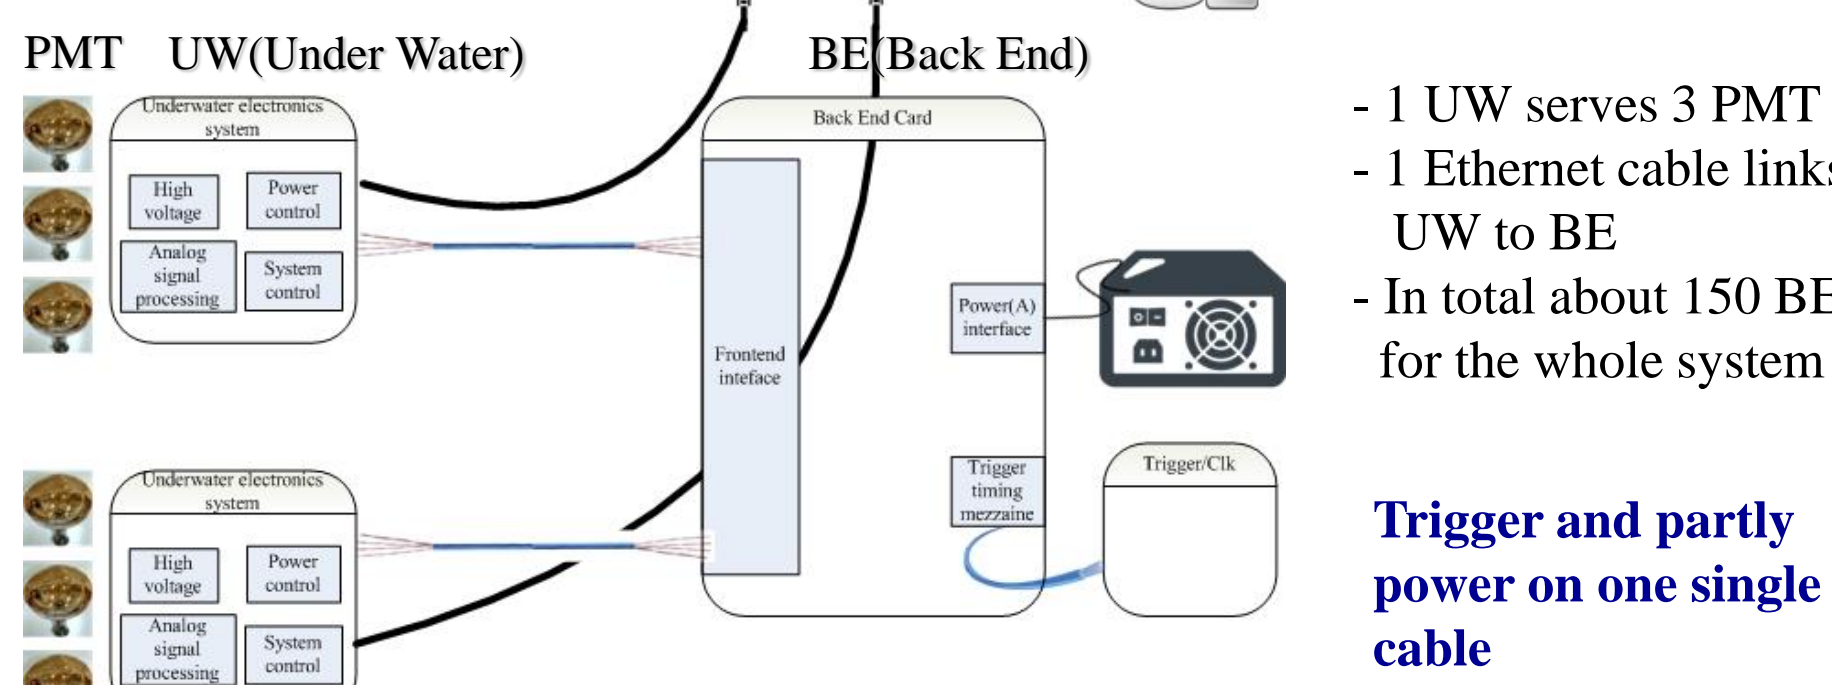 PMT UW(Under Water) BE(Back End)
Underwater electronics
system
High
voltage
Power
control
Analog
signal
processing
System
control
Back End Card
Frontend
inteface
Power(A)
interface
Trigger
timing
mezzaine
Trigger/Clk
Underwater electronics
system
High
voltage
Power
control
Analog
signal
processing
System
control
- 1 UW serves 3 PMT
- 1 Ethernet cable links
UW to BE
- In total about 150 BE
for the whole system
Trigger and partly
power on one single
cable